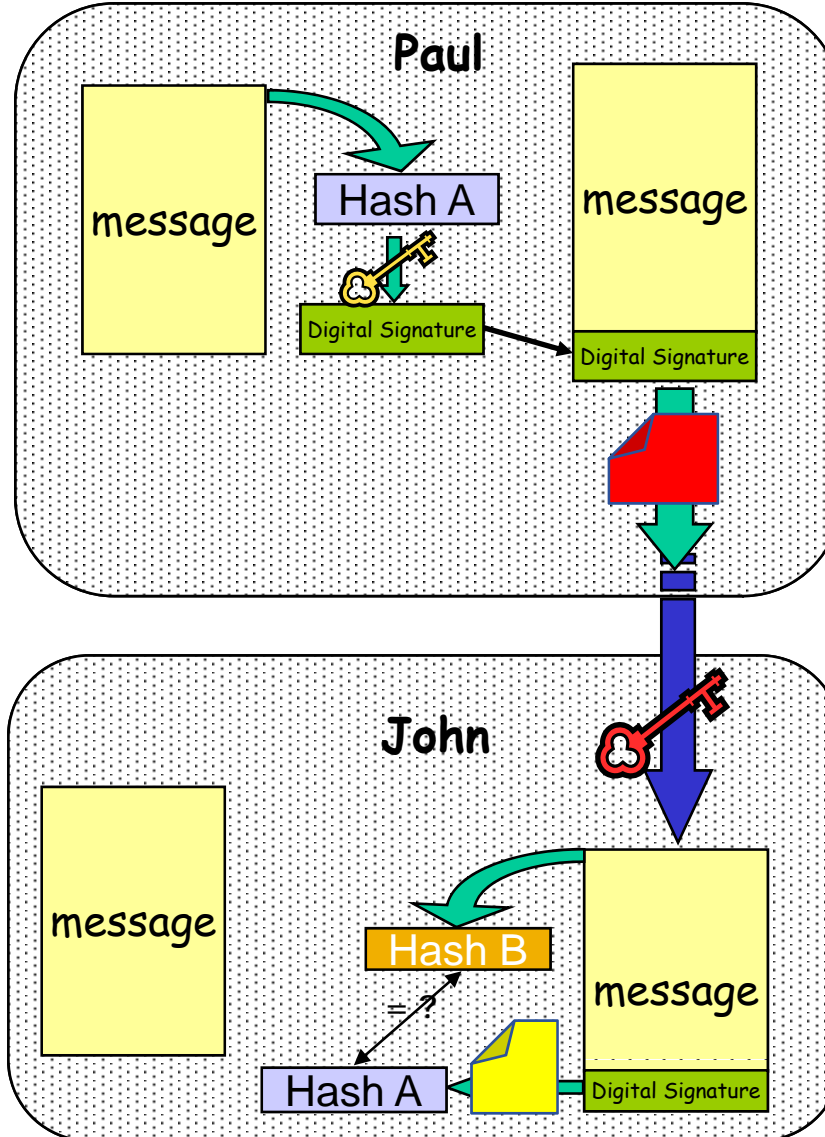 Paul
message
Hash A
message
Digital Signature
Digital Signature
John
message
Hash B
= ?
message
Hash A
Digital Signature